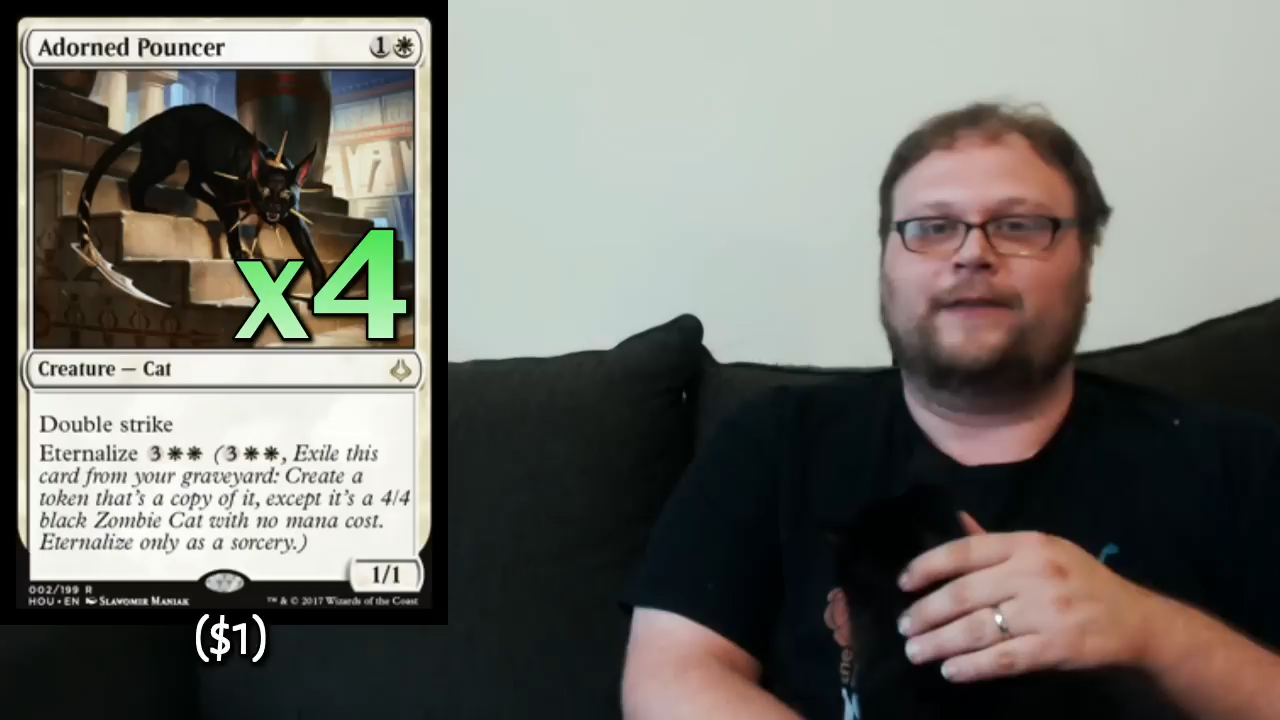 Adorned Pouncer 1
x4
Creature — Cat
Double strike
Eternalize 3 (3, Exile this
card from your graveyard: Create a
token that's a copy of it, except it's a 4/4
black Zombie Cat with no mana cost.
Eternalize only as a sorcery.)
1/1
002/199 R
HOU • EN Slawomir Maniak
™ & © 2017 Wizards of the Coast
($1)